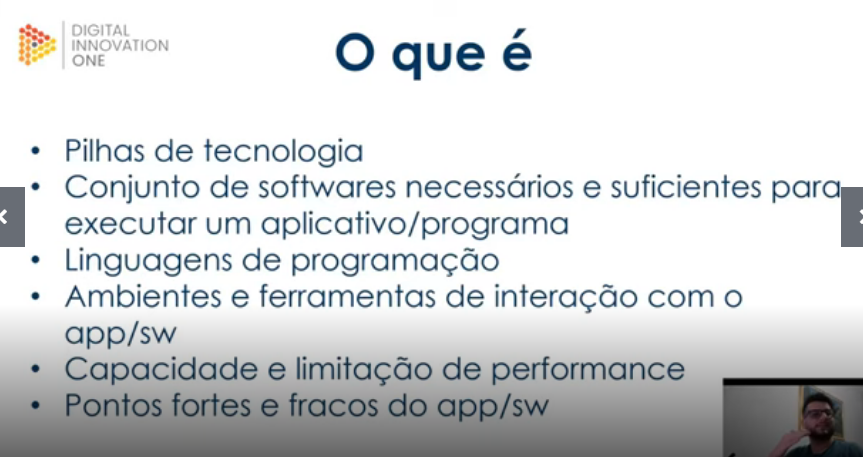 DIGITAL
INNOVATION
ONE
O que é
• Pilhas de tecnologia
• Conjunto de softwares necessários e suficientes para
executar um aplicativo/programa
• Linguagens de programação
• Ambientes e ferramentas de interação com o
app/sw
• Capacidade e limitação de performance
• Pontos fortes e fracos do app/sw